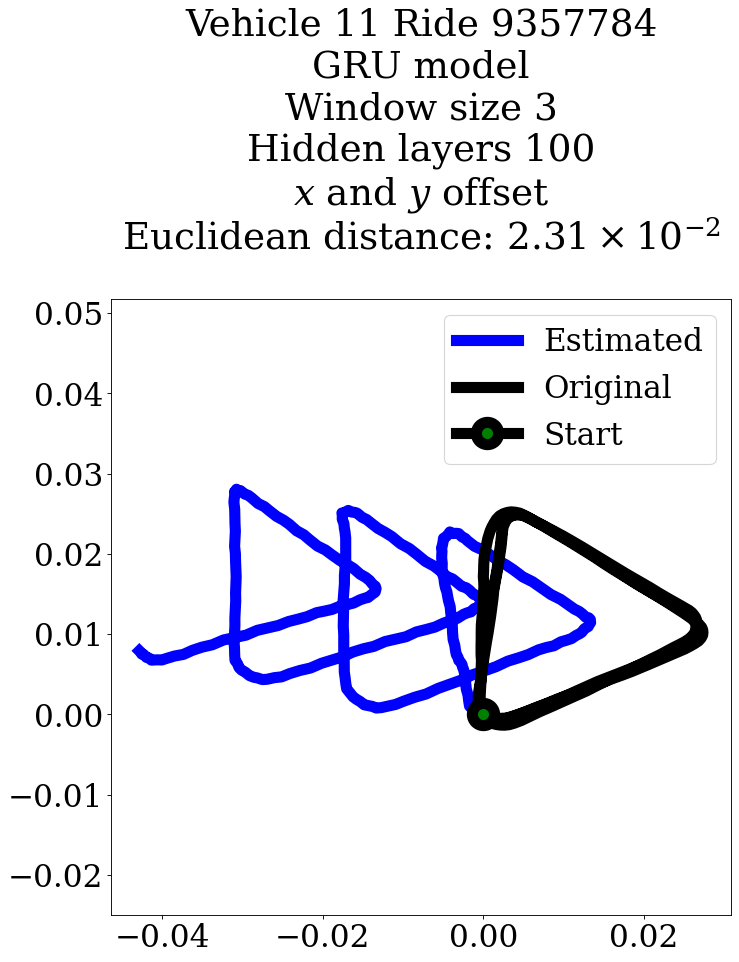 Vehicle 11 Ride 9357784
GRU model
Window size 3
Hidden layers 100
x and y offset
Euclidean distance: 2.31 × 10⁻²
Estimated
Original
Start
0.05
0.04
0.03
0.02
0.01
0.00
−0.01
−0.02
−0.04 −0.02 0.00 0.02